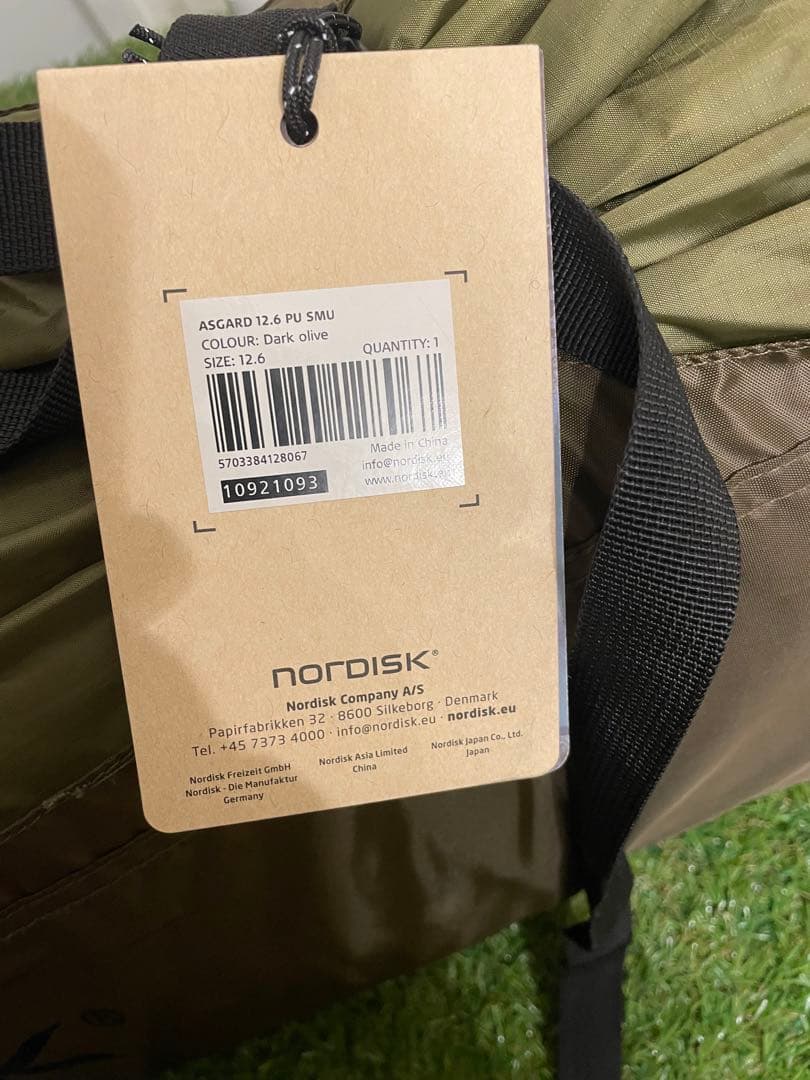 ASGARD 12.6 PU SMU
COLOUR: Dark olive
SIZE: 12.6
QUANTITY: 1
5703384128067
Made in China
info@nordisk.eu
www.nordisk.eu
10921093
NORDISK®
Nordisk Company A/S
Papirfabrikken 32 · 8600 Silkeborg · Denmark
Tel. +45 7373 4000 · info@nordisk.eu · nordisk.eu
Nordisk Freizeit GmbH
Nordisk - Die Manufaktur
Germany
Nordisk Asia Limited
China
Nordisk Japan Co., Ltd.
Japan
®